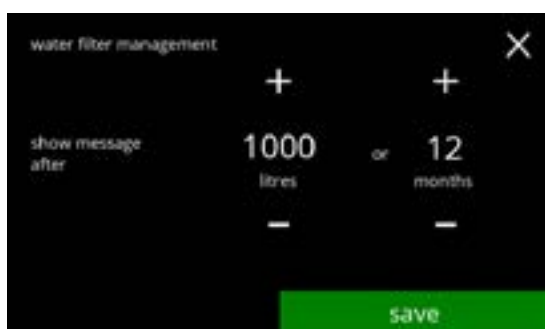 water filter management
+ +
show message
after
1000 or 12
litres months
− −
save